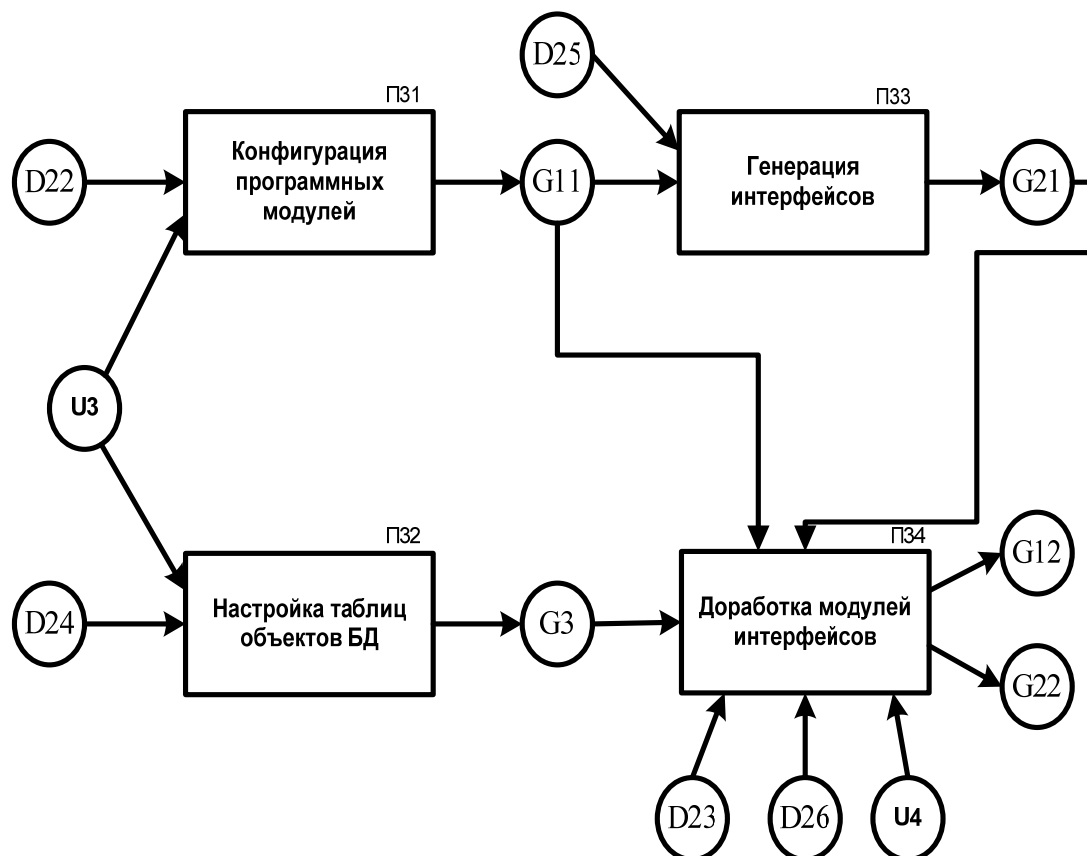 D25
П31
П33
Конфигурация
программных
модулей
Генерация
интерфейсов
D22
G11
G21
U3
П32
П34
G12
Настройка таблиц
объектов БД
Доработка модулей
интерфейсов
D24
G3
G22
D23
D26
U4